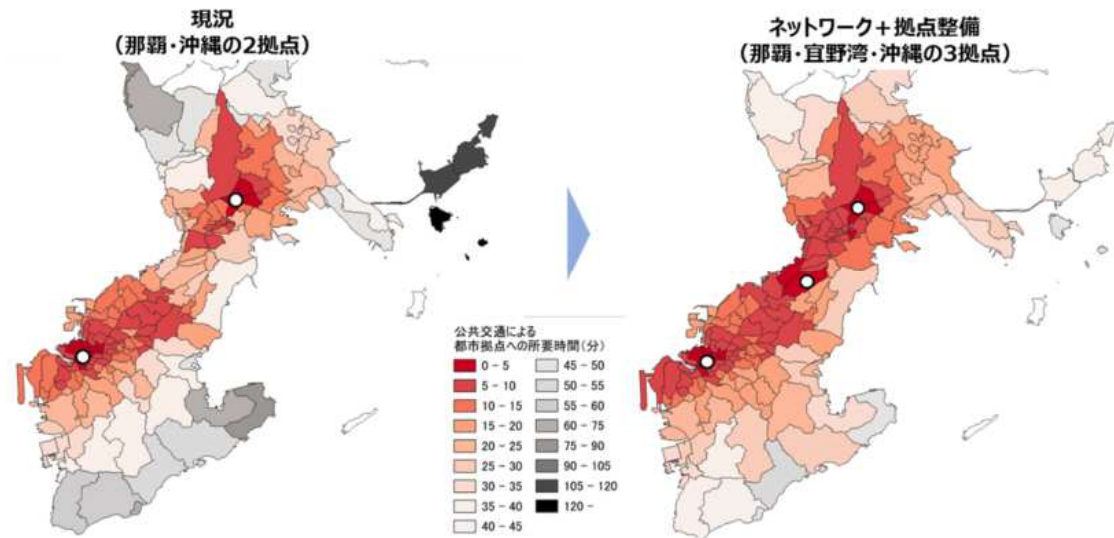 現況
（那覇・沖縄の2拠点）
ネットワーク＋拠点整備
（那覇・宜野湾・沖縄の3拠点）
公共交通による
都市拠点への所要時間（分）
0－5
5－10
10－15
15－20
20－25
25－30
30－35
35－40
40－45
45－50
50－55
55－60
60－75
75－90
90－105
105－120
120－